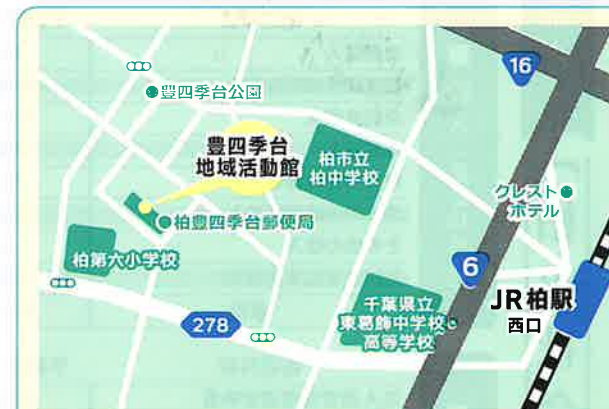 16
豊四季台公園
豊四季台
地域活動館
柏市立
柏中学校
クレスト
ホテル
柏豊四季台郵便局
柏第六小学校
6
JR柏駅
西口
278
千葉県立
東葛飾中学校
高等学校